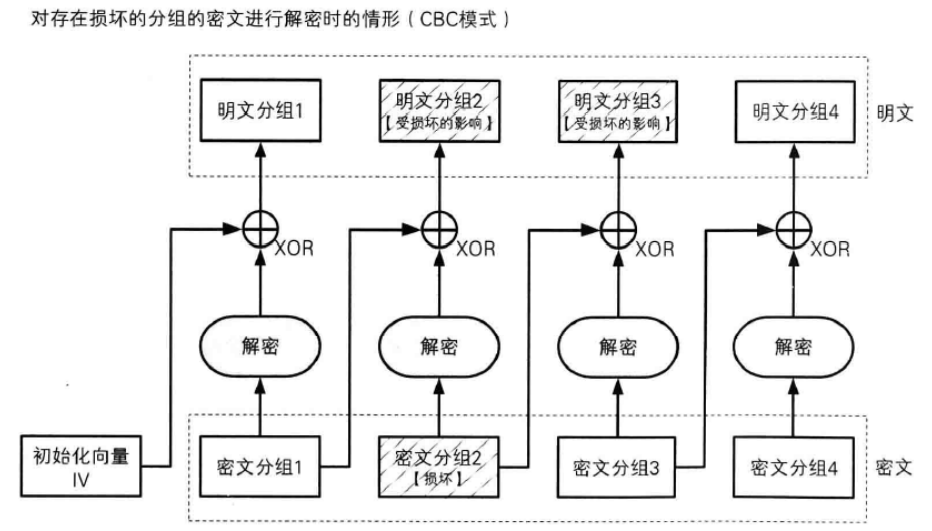 对存在损坏的分组的密文进行解密时的情形（CBC模式）
明文分组1
明文分组2
【受损坏的影响】
明文分组3
【受损坏的影响】
明文分组4
明文
XOR
XOR
XOR
XOR
解密
解密
解密
解密
初始化向量
IV
密文分组1
密文分组2
【损坏】
密文分组3
密文分组4
密文